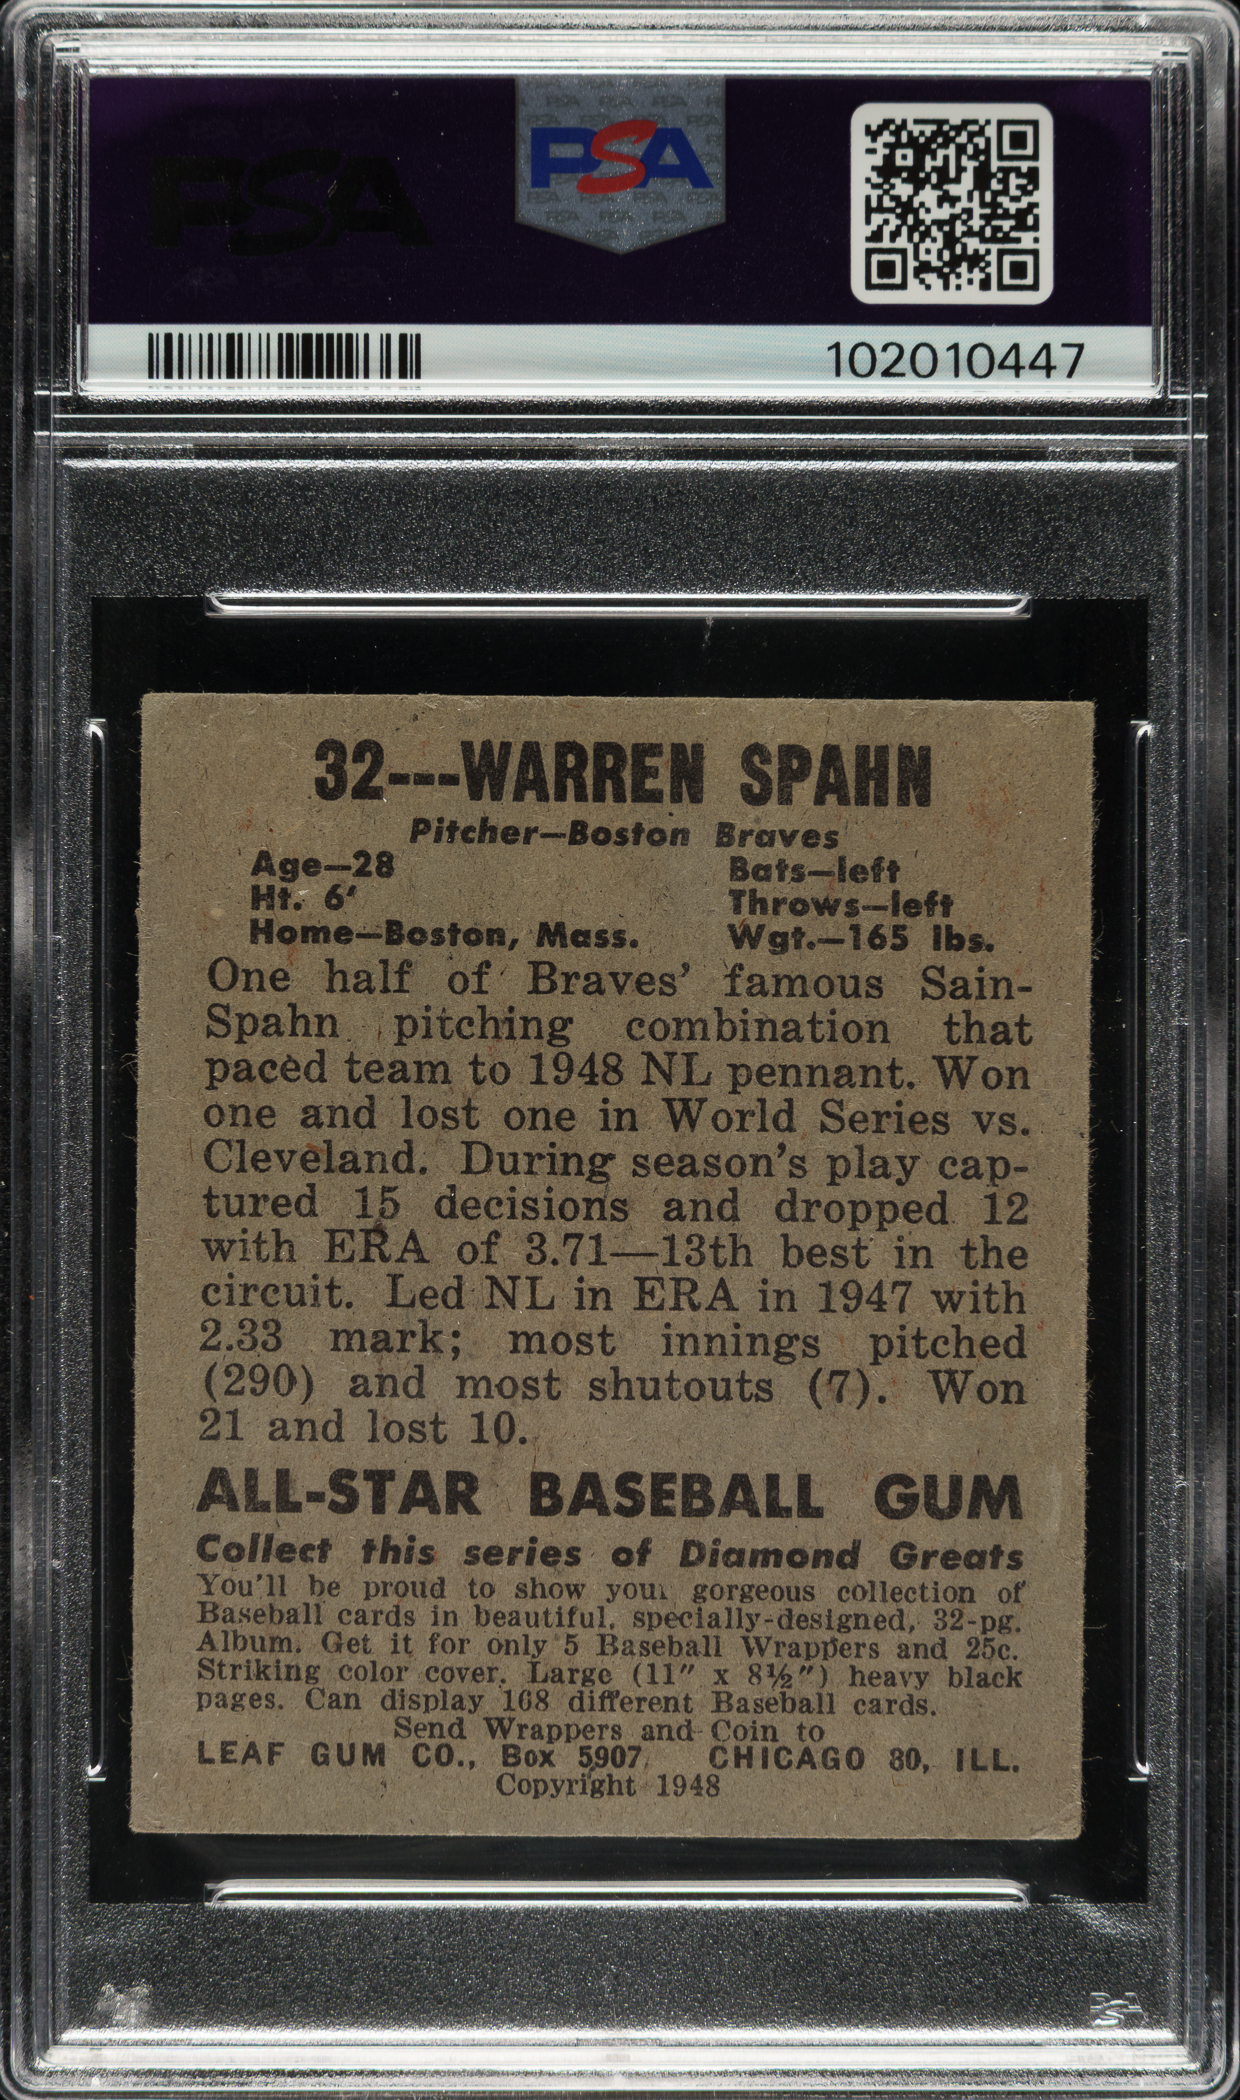 PSA
PSA
102010447
32---WARREN SPAHN
Pitcher—Boston Braves
Age—28
Bats—left
Ht. 6'
Throws—left
Home—Boston, Mass.
Wgt.—165 lbs.
One half of Braves' famous Sain-
Spahn pitching combination that
paced team to 1948 NL pennant. Won
one and lost one in World Series vs.
Cleveland. During season's play cap-
tured 15 decisions and dropped 12
with ERA of 3.71—13th best in the
circuit. Led NL in ERA in 1947 with
2.33 mark; most innings pitched
(290) and most shutouts (7). Won
21 and lost 10.
ALL-STAR BASEBALL GUM
Collect this series of Diamond Greats
You'll be proud to show your gorgeous collection of
Baseball cards in beautiful, specially-designed, 32-pg.
Album. Get it for only 5 Baseball Wrappers and 25c.
Striking color cover. Large (11" x 8½") heavy black
pages. Can display 168 different Baseball cards.
Send Wrappers and Coin to
LEAF GUM CO., Box 5907, CHICAGO 80, ILL.
Copyright 1948
PSA